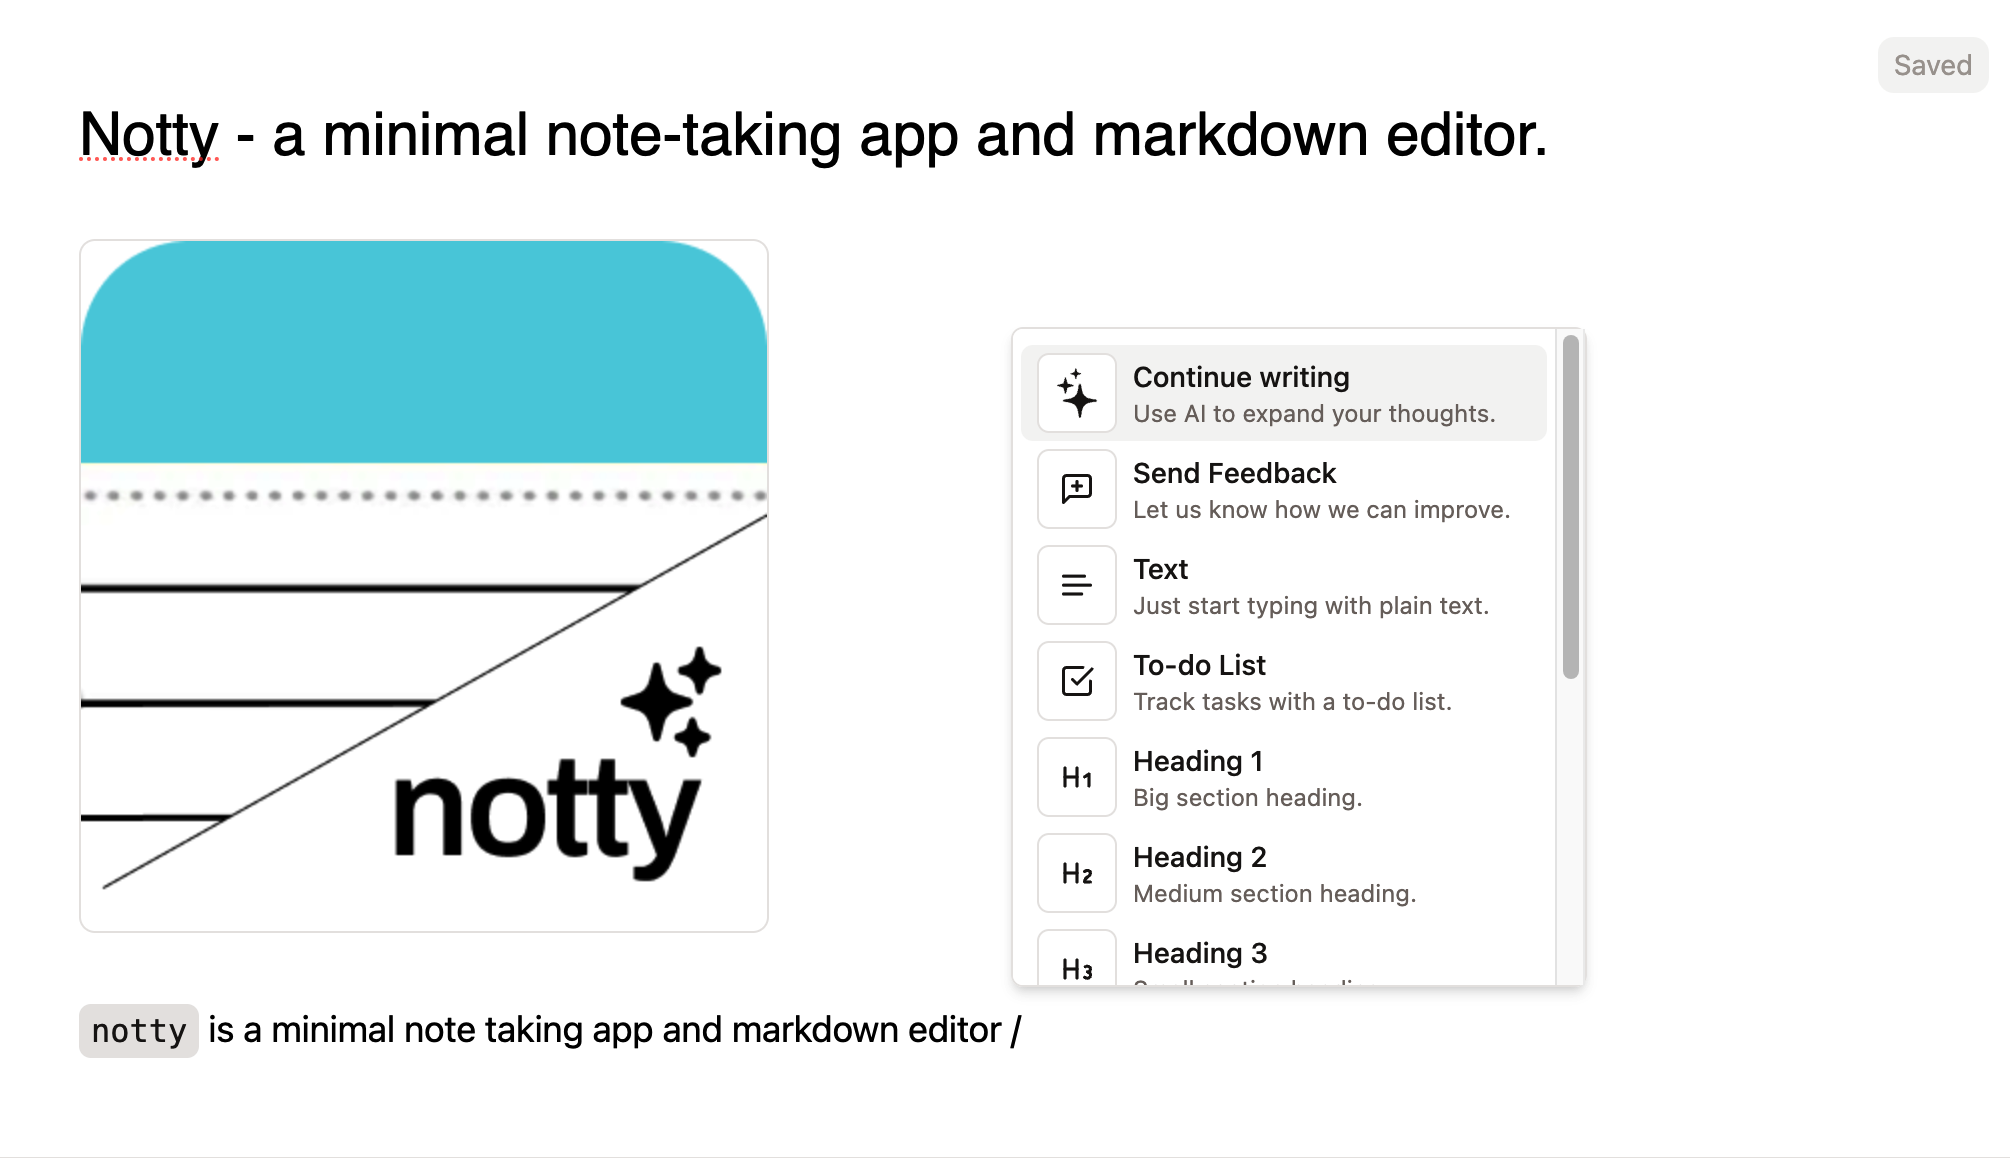 Saved
Notty - a minimal note-taking app and markdown editor.
notty
Continue writing
Use AI to expand your thoughts.
Send Feedback
Let us know how we can improve.
Text
Just start typing with plain text.
To-do List
Track tasks with a to-do list.
H1
Heading 1
Big section heading.
H2
Heading 2
Medium section heading.
H3
Heading 3
notty is a minimal note taking app and markdown editor /